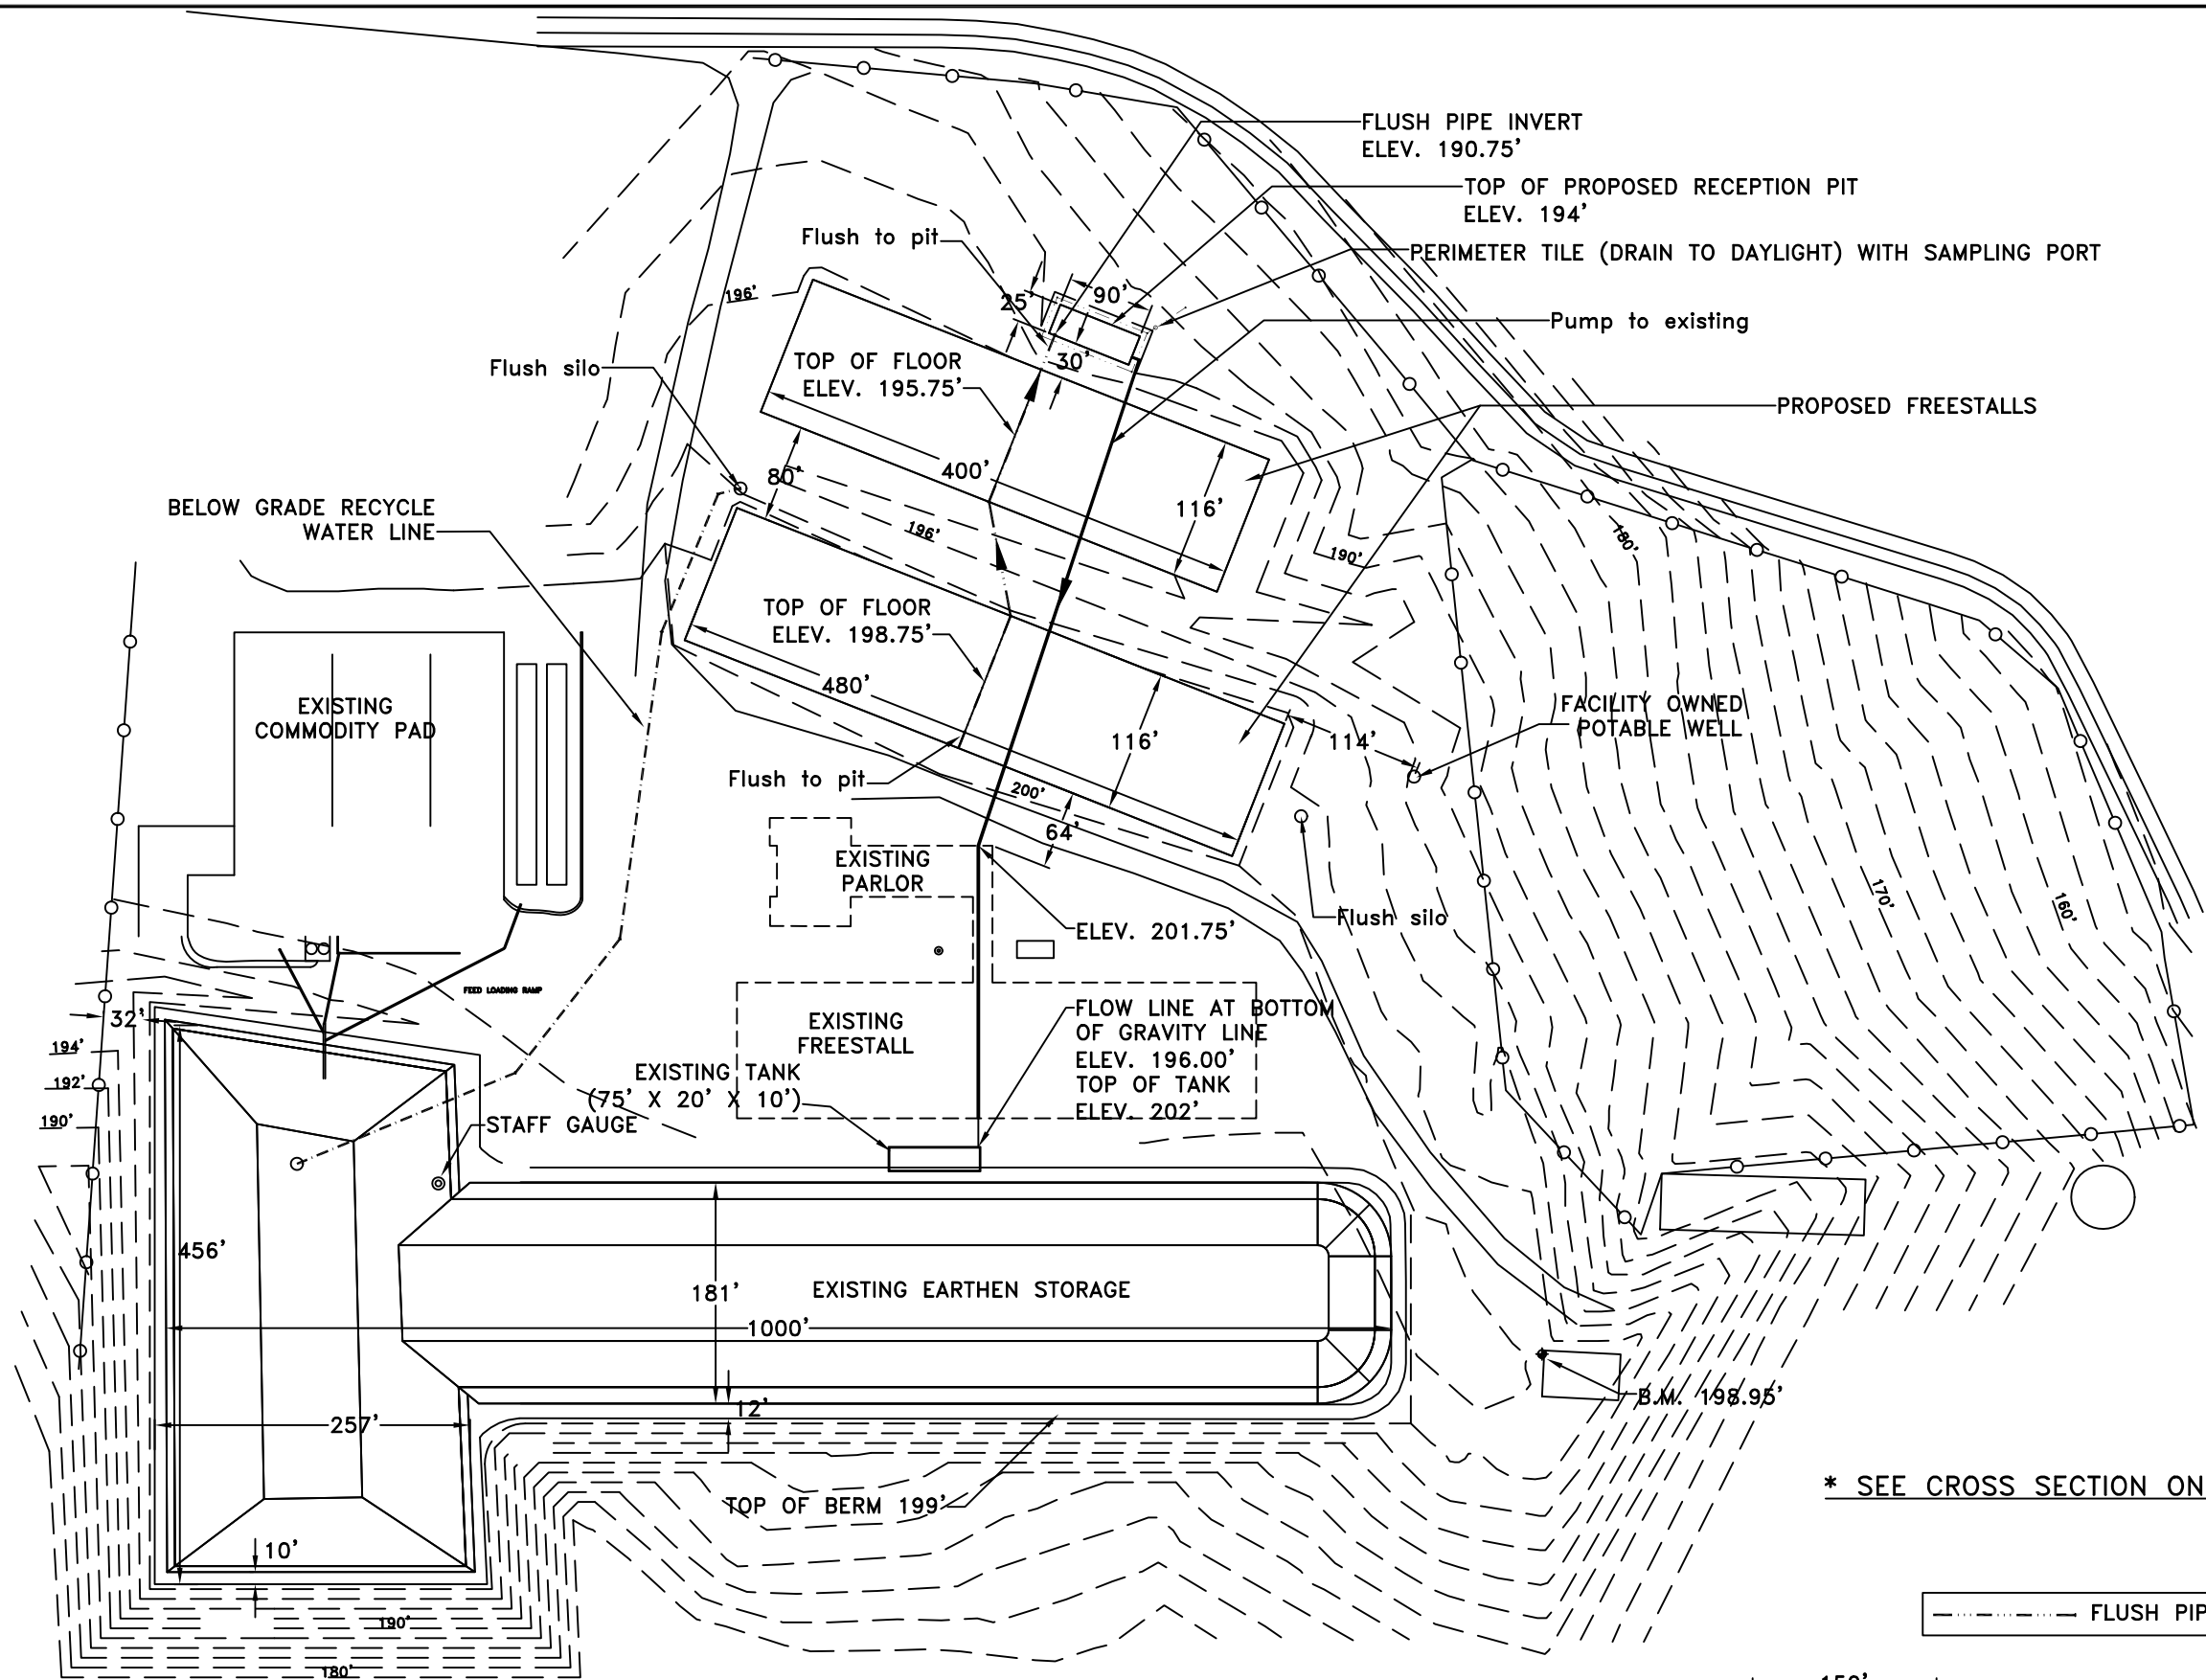 FLUSH PIPE INVERT
ELEV. 190.75'
TOP OF PROPOSED RECEPTION PIT
ELEV. 194'
PERIMETER TILE (DRAIN TO DAYLIGHT) WITH SAMPLING PORT
Flush to pit
25'
90'
196'
Pump to existing
30'
TOP OF FLOOR
ELEV. 195.75'
Flush silo
PROPOSED FREESTALLS
80'
400'
116'
BELOW GRADE RECYCLE
WATER LINE
196'
190'
180'
TOP OF FLOOR
ELEV. 198.75'
480'
EXISTING
COMMODITY PAD
FACILITY OWNED
POTABLE WELL
116'
114'
Flush to pit
200'
64'
EXISTING
PARLOR
170'
160'
Flush silo
ELEV. 201.75'
FEED LOADING RAMP
32'
EXISTING
FREESTALL
FLOW LINE AT BOTTOM
OF GRAVITY LINE
ELEV. 196.00'
TOP OF TANK
ELEV. 202'
194'
192'
190'
EXISTING TANK
(75' X 20' X 10')
STAFF GAUGE
456'
181'
EXISTING EARTHEN STORAGE
1000'
B.M. 198.95'
12'
257'
* SEE CROSS SECTION ON
TOP OF BERM 199'
10'
190'
180'
FLUSH PIP
150'